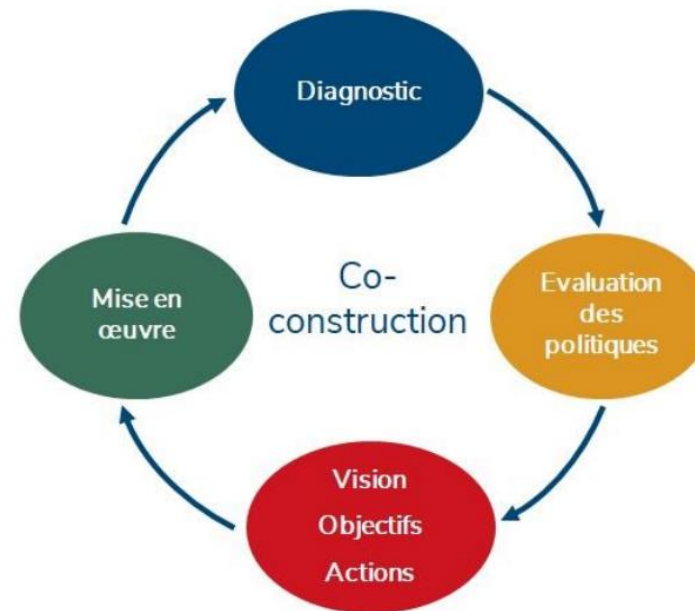 Diagnostic
Evaluation
des
politiques
Vision
Objectifs
Actions
Mise en
œuvre
Co-
construction